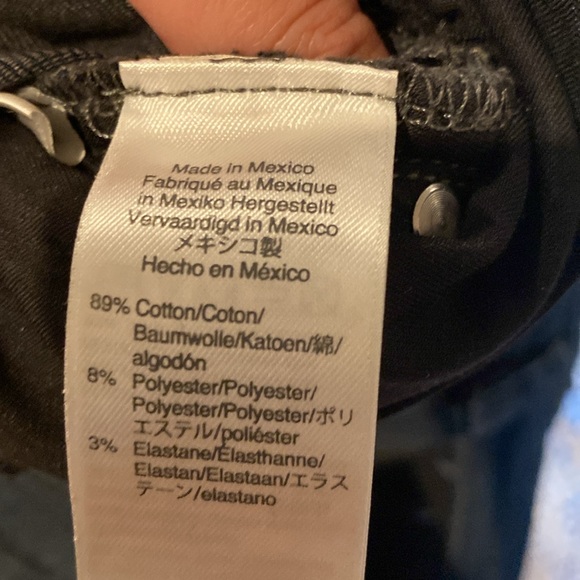 Made in Mexico
Fabriqué au Mexique
in Mexiko Hergestellt
Vervaardigd in Mexico
メキシコ製
Hecho en México
89% Cotton/Coton/
Baumwolle/Katoen/綿/
algodón
8% Polyester/Polyester/
Polyester/Polyester/ポリ
エステル/poliéster
3% Elastane/Élasthanne/
Elastan/Elastaan/エラス
テーン/elastano